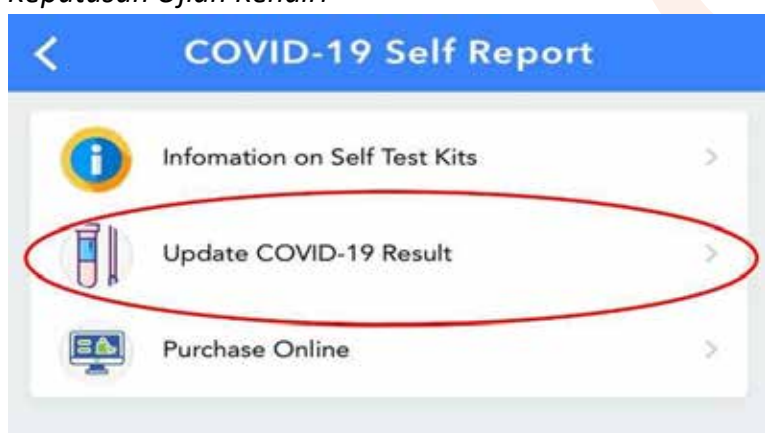 COVID-19 Self Report
Infomation on Self Test Kits
Update COVID-19 Result
Purchase Online